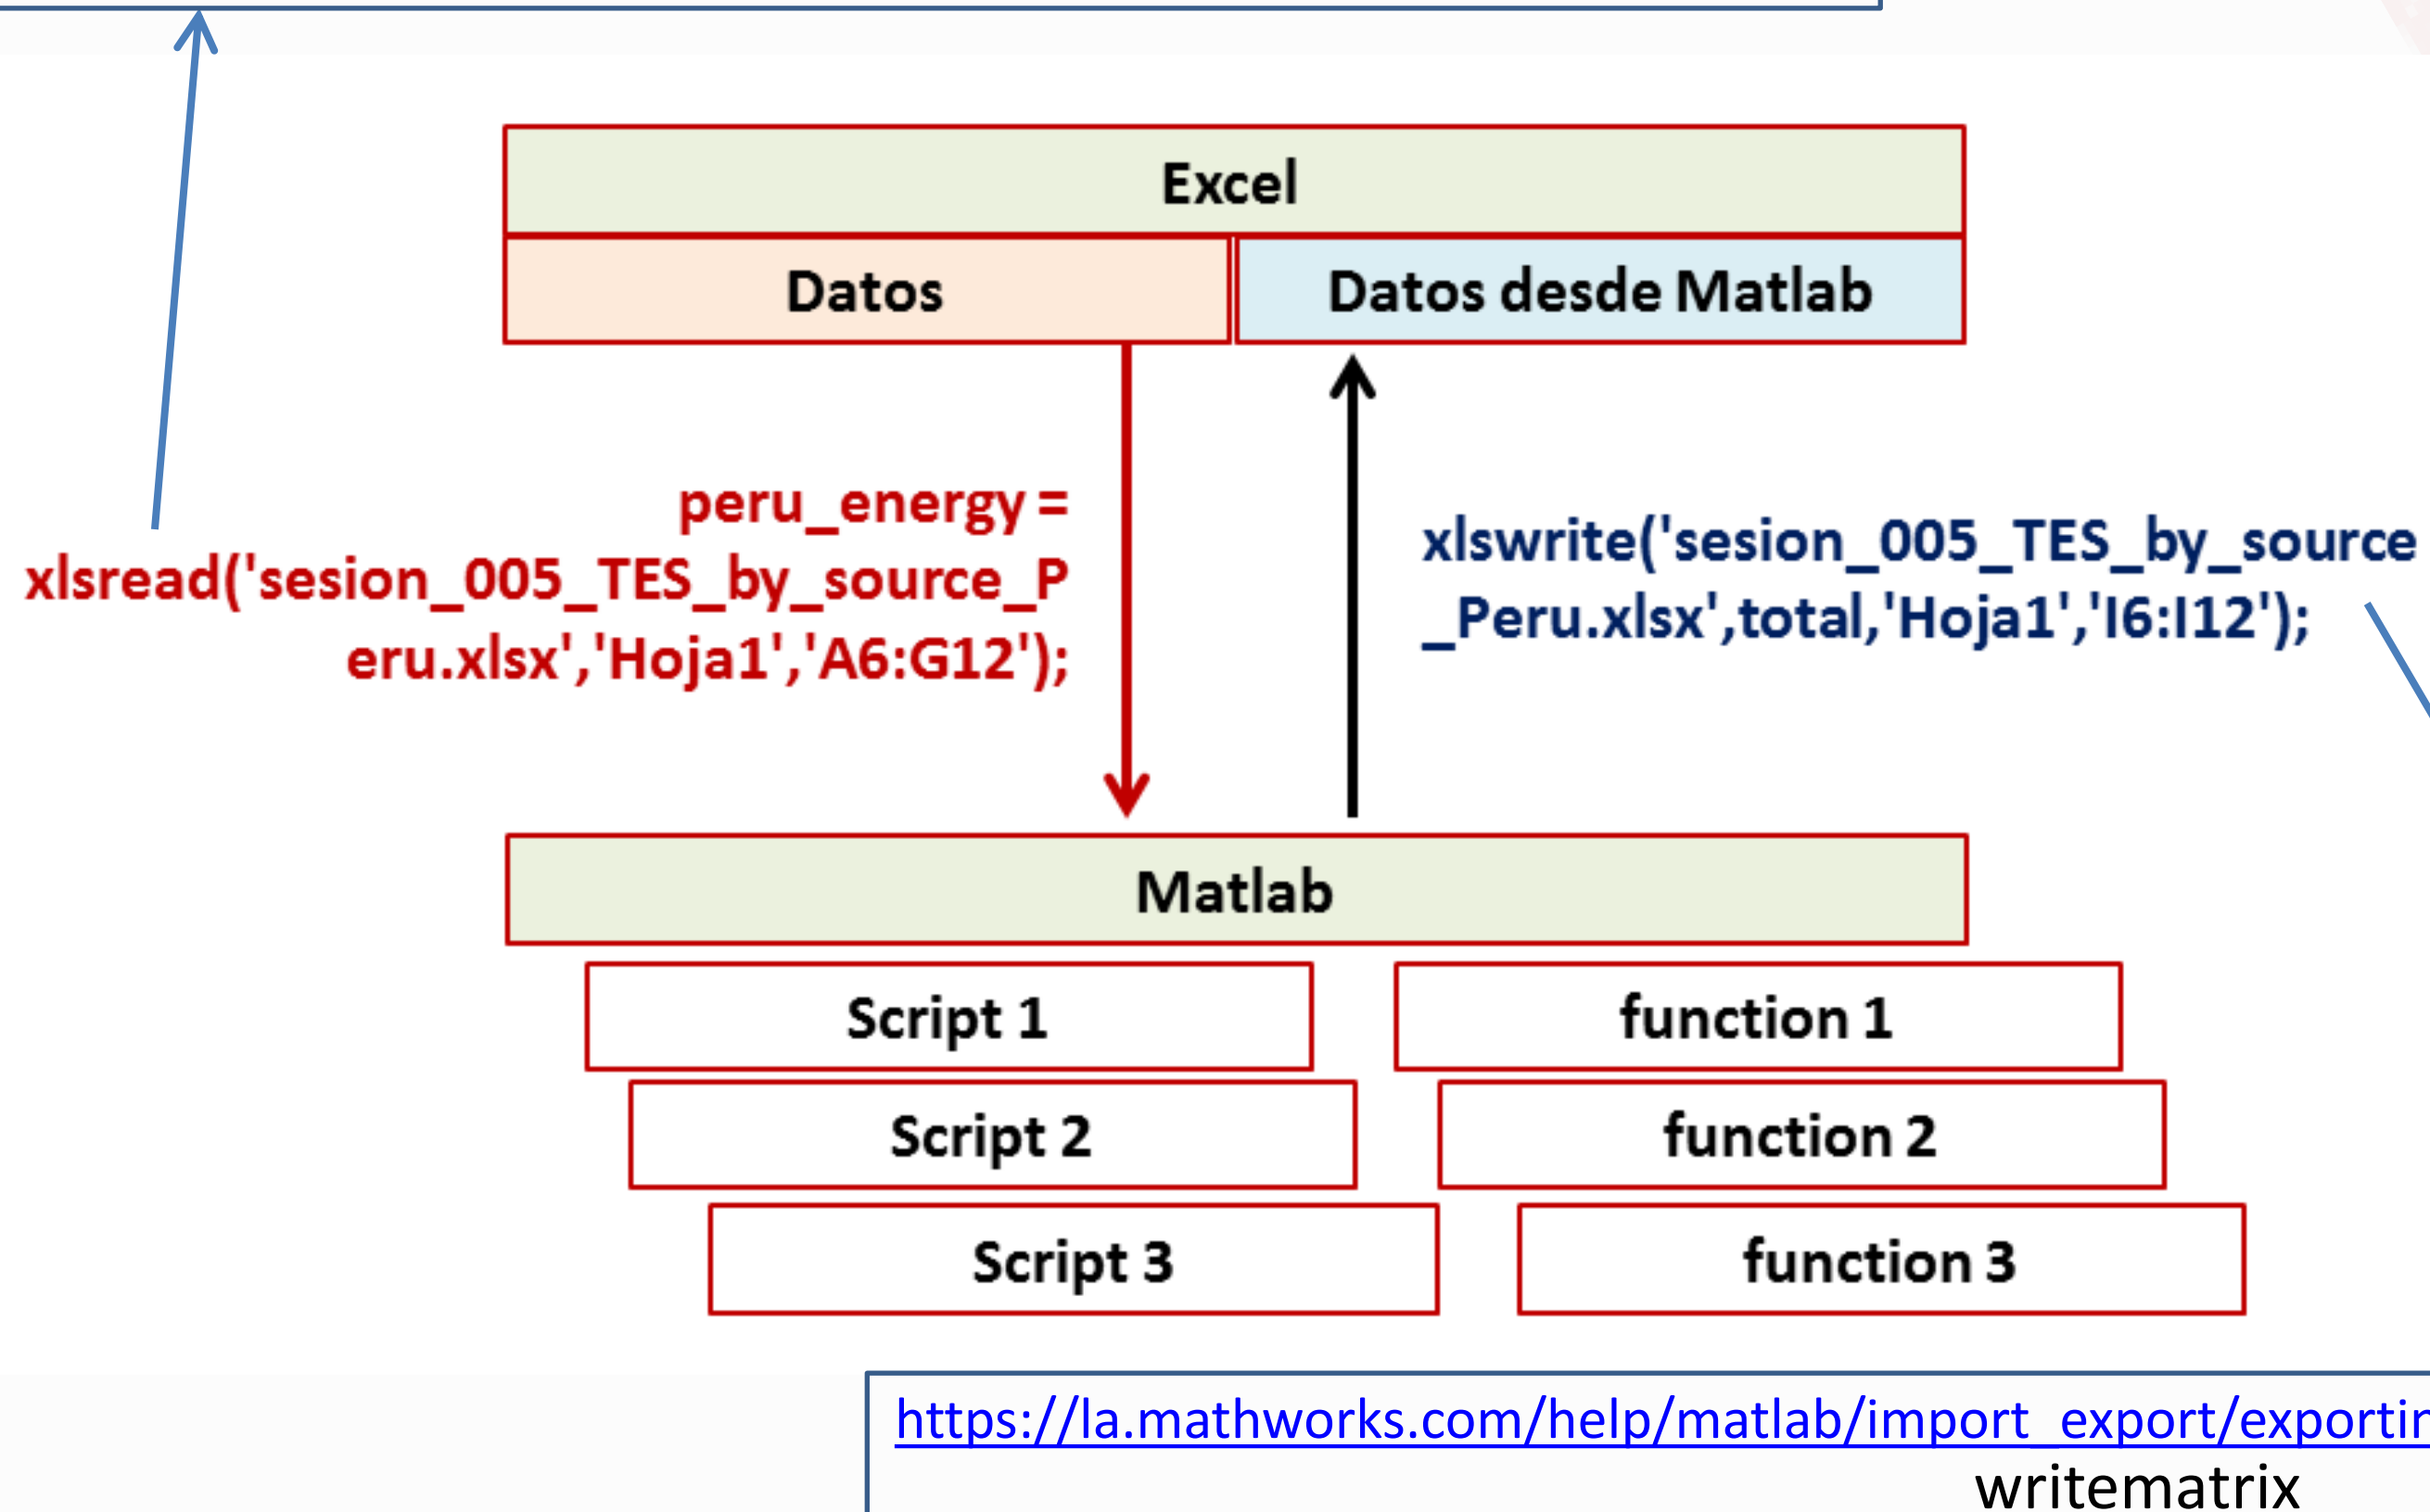 Excel
Datos
Datos desde Matlab
peru_energy =
xlsread('sesion_005_TES_by_source_P
eru.xlsx','Hoja1','A6:G12');
xlswrite('sesion_005_TES_by_source
_Peru.xlsx',total,'Hoja1','I6:I12');
Matlab
Script 1
function 1
Script 2
function 2
Script 3
function 3
https://la.mathworks.com/help/matlab/import_export/exportin
writematrix